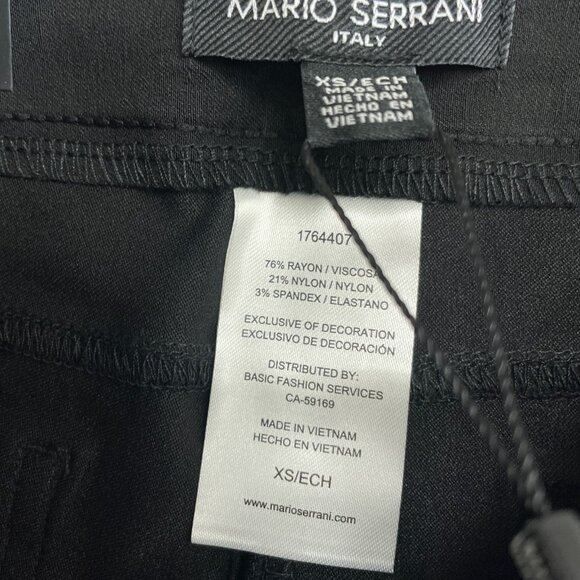 MARIO SERRANI
ITALY
XS/ECH
MADE IN
VIETNAM
HECHO EN
VIETNAM
1764407
76% RAYON / VISCOSA
21% NYLON / NYLON
3% SPANDEX / ELASTANO
EXCLUSIVE OF DECORATION
EXCLUSIVO DE DECORACIÓN
DISTRIBUTED BY:
BASIC FASHION SERVICES
CA-59169
MADE IN VIETNAM
HECHO EN VIETNAM
XS/ECH
www.marioserrani.com